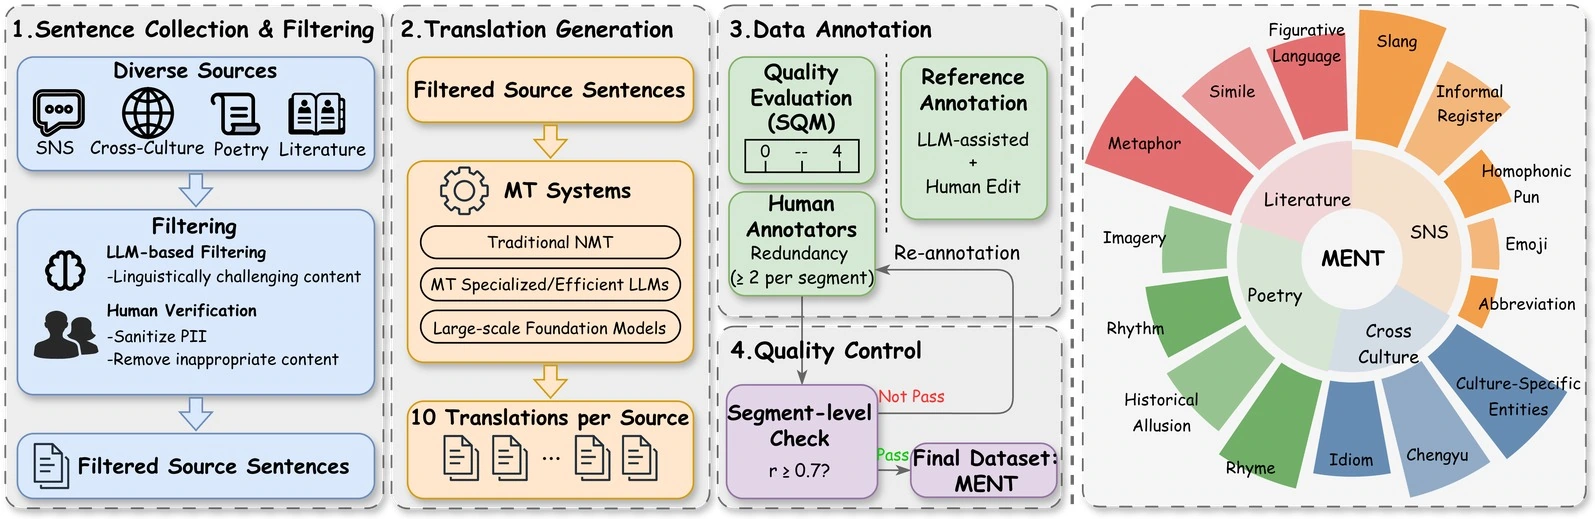 1.Sentence Collection & Filtering
Diverse Sources
SNS
Cross-Culture
Poetry
Literature
Filtering
LLM-based Filtering
-Linguistically challenging content
Human Verification
-Sanitize PII
-Remove inappropriate content
Filtered Source Sentences
2.Translation Generation
Filtered Source Sentences
MT Systems
Traditional NMT
MT Specialized/Efficient LLMs
Large-scale Foundation Models
10 Translations per Source
...
3.Data Annotation
Quality
Evaluation
(SQM)
0 -- 4
Human
Annotators
Redundancy
(≥ 2 per segment)
Reference
Annotation
LLM-assisted
+
Human Edit
Re-annotation
4.Quality Control
Segment-level
Check
r ≥ 0.7?
Not Pass
Pass
Final Dataset:
MENT
MENT
Literature
SNS
Cross
Culture
Poetry
Figurative
Language
Slang
Informal
Register
Homophonic
Pun
Emoji
Abbreviation
Culture-Specific
Entities
Chengyu
Idiom
Rhyme
Historical
Allusion
Rhythm
Imagery
Metaphor
Simile